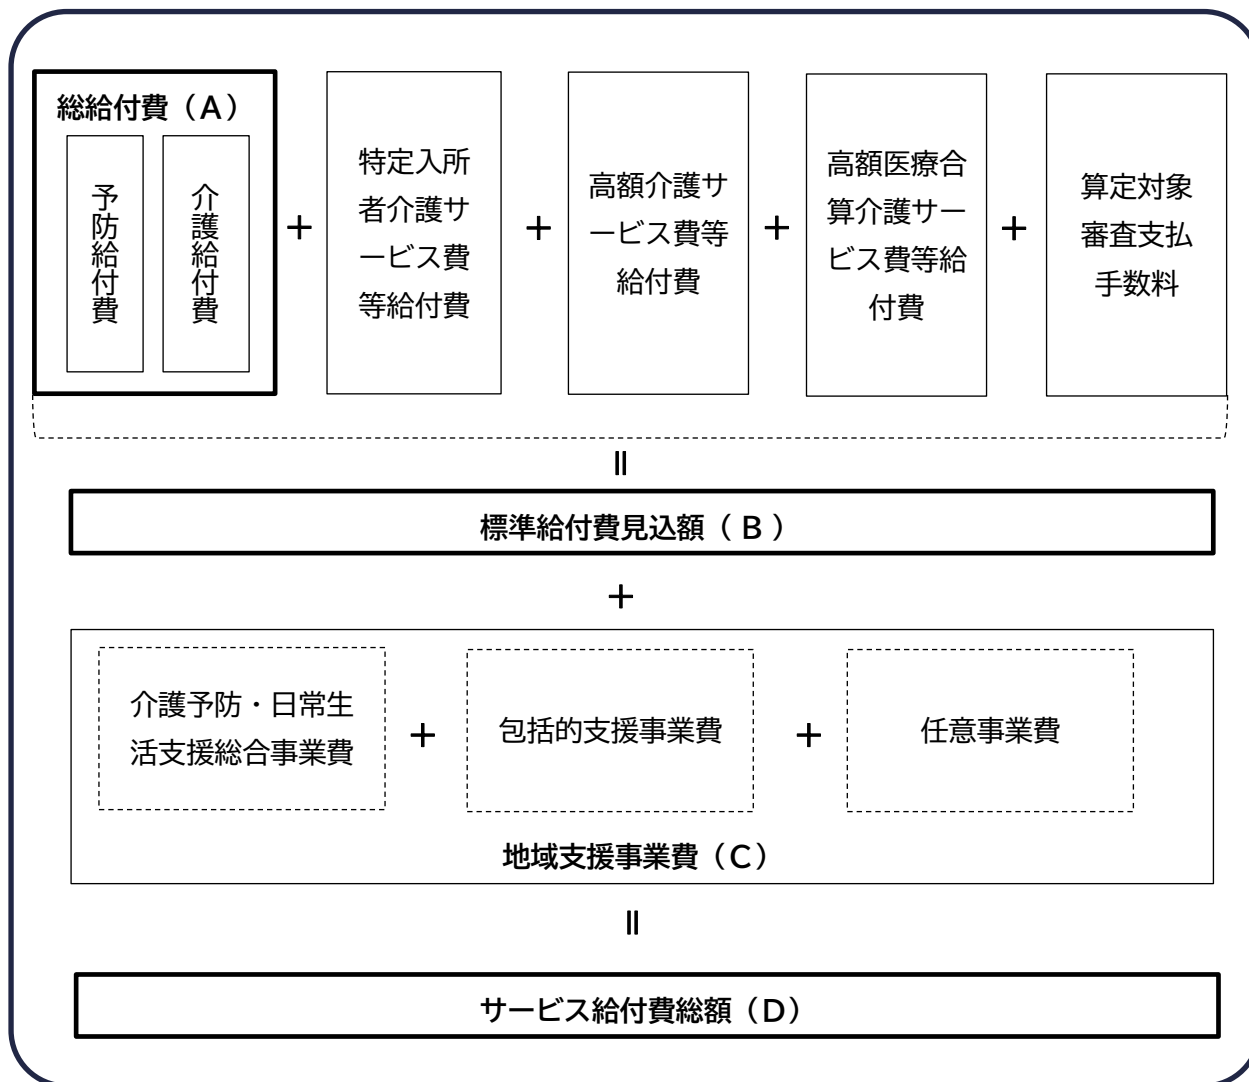 総給付費（A）
予防給付費
介護給付費
＋
特定入所
者介護サ
ービス費
等給付費
＋
高額介護サ
ービス費等
給付費
＋
高額医療合
算介護サー
ビス費等給
付費
＋
算定対象
審査支払
手数料
＝
標準給付費見込額（ B ）
＋
介護予防・日常生
活支援総合事業費
＋
包括的支援事業費
＋
任意事業費
地域支援事業費（C）
＝
サービス給付費総額（D）